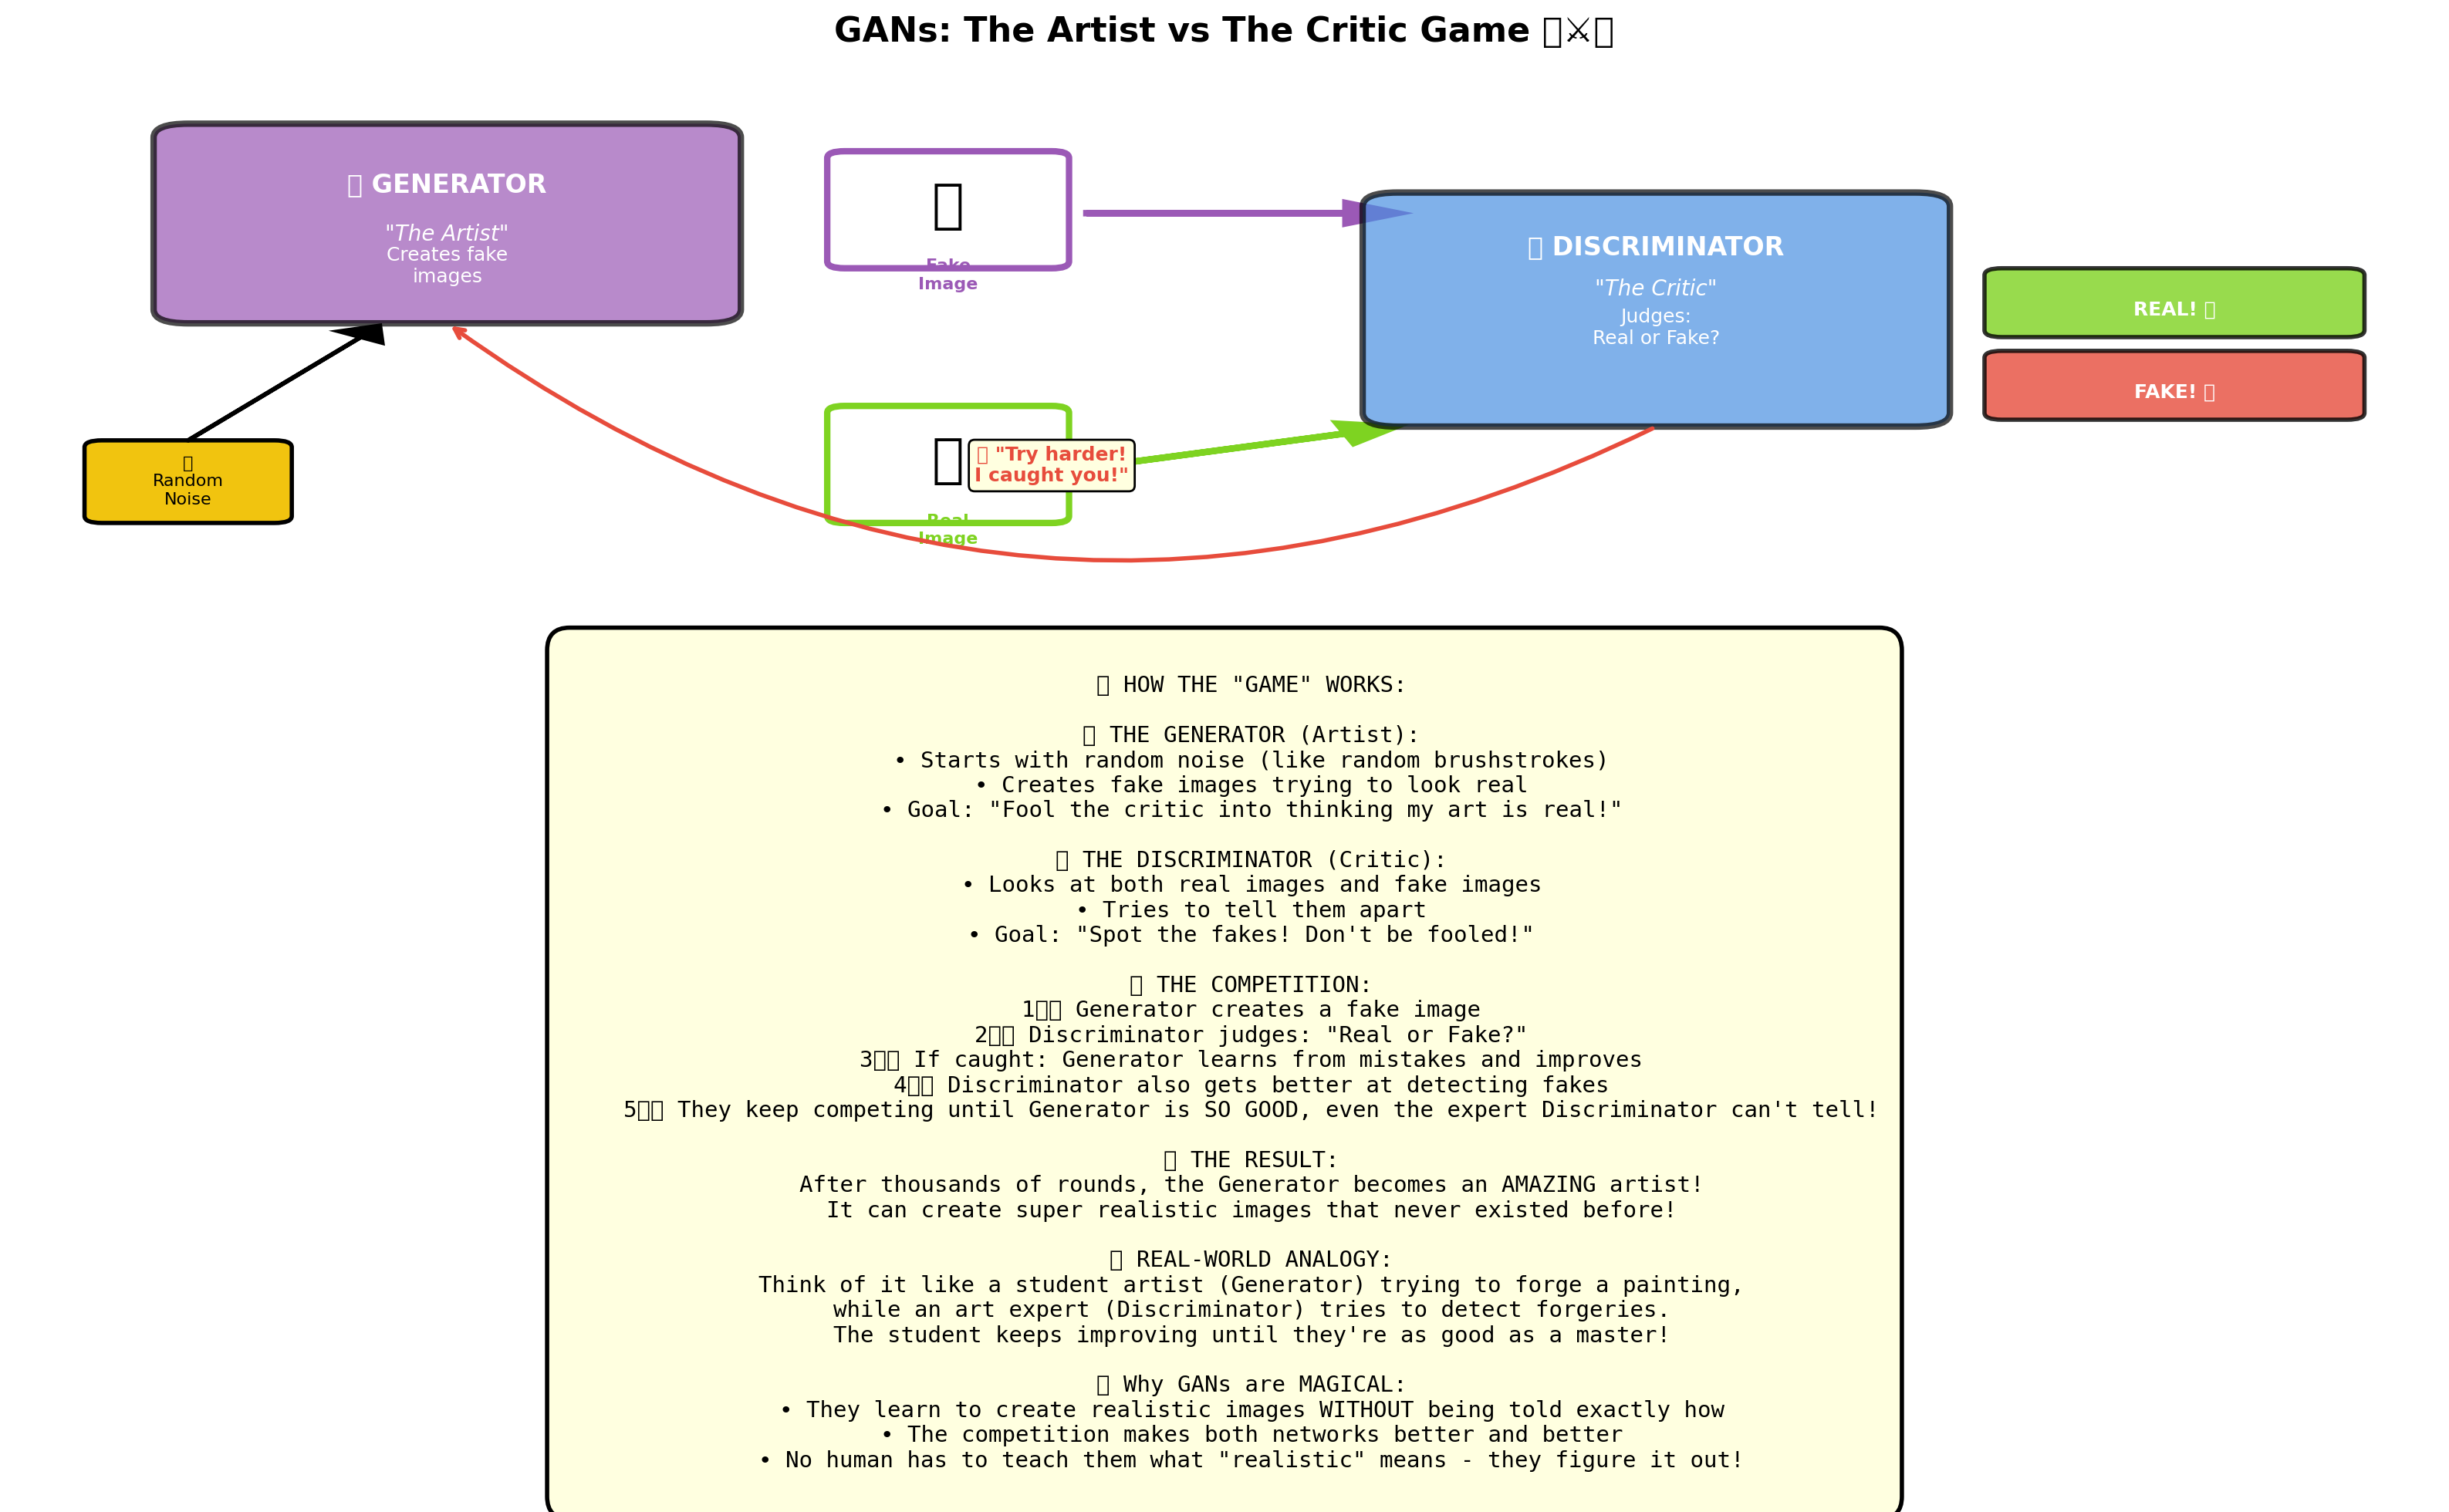 GANs: The Artist vs The Critic Game ⚔
GENERATOR
"The Artist"
Creates fake
images
Fake
Image
DISCRIMINATOR
"The Critic"
Judges:
Real or Fake?
REAL!
FAKE!
Random
Noise
"Try harder!
I caught you!"
Real
Image
HOW THE "GAME" WORKS:
THE GENERATOR (Artist):
• Starts with random noise (like random brushstrokes)
• Creates fake images trying to look real
• Goal: "Fool the critic into thinking my art is real!"
THE DISCRIMINATOR (Critic):
• Looks at both real images and fake images
• Tries to tell them apart
• Goal: "Spot the fakes! Don't be fooled!"
THE COMPETITION:
1 Generator creates a fake image
2 Discriminator judges: "Real or Fake?"
3 If caught: Generator learns from mistakes and improves
4 Discriminator also gets better at detecting fakes
5 They keep competing until Generator is SO GOOD, even the expert Discriminator can't tell!
THE RESULT:
After thousands of rounds, the Generator becomes an AMAZING artist!
It can create super realistic images that never existed before!
REAL-WORLD ANALOGY:
Think of it like a student artist (Generator) trying to forge a painting,
while an art expert (Discriminator) tries to detect forgeries.
The student keeps improving until they're as good as a master!
Why GANs are MAGICAL:
• They learn to create realistic images WITHOUT being told exactly how
• The competition makes both networks better and better
• No human has to teach them what "realistic" means - they figure it out!